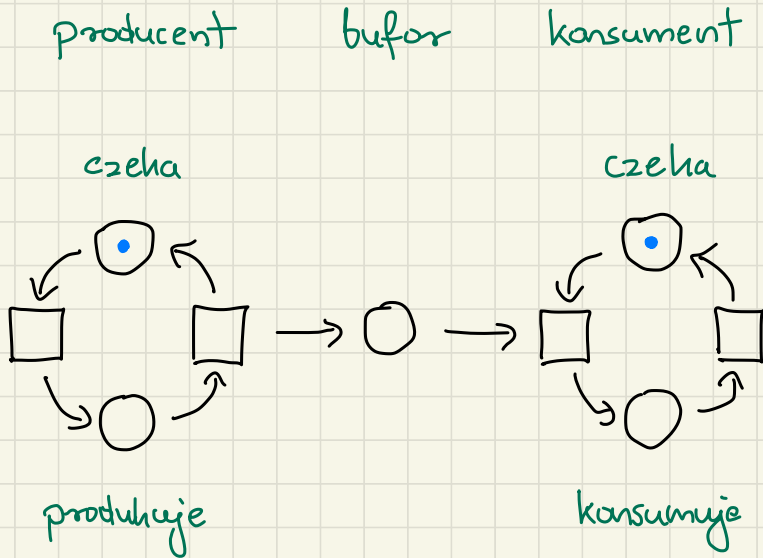 producent bufor konsument
czeka czeka
produkuje konsumuje